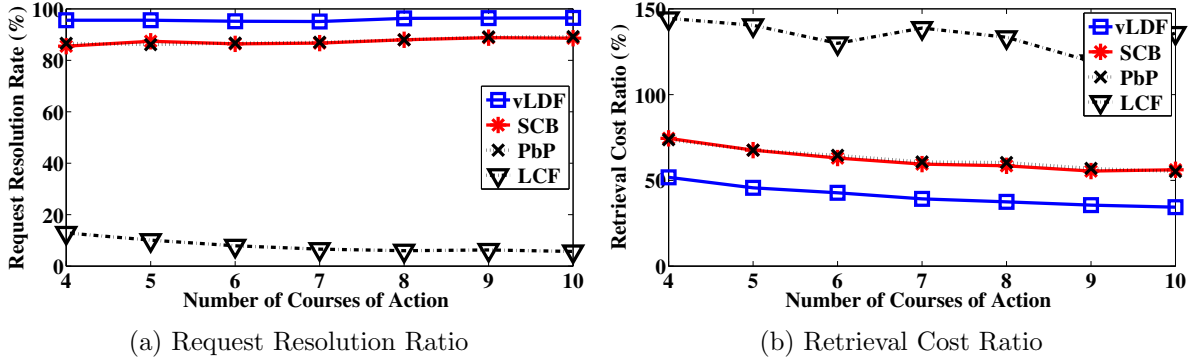 100
80
60
40
20
0
Request Resolution Rate (%)
vLDF
SCB
PbP
LCF
4 5 6 7 8 9 10
Number of Courses of Action
(a) Request Resolution Ratio
150
100
50
0
Retrieval Cost Ratio (%)
vLDF
SCB
PbP
LCF
4 5 6 7 8 9 10
Number of Courses of Action
(b) Retrieval Cost Ratio